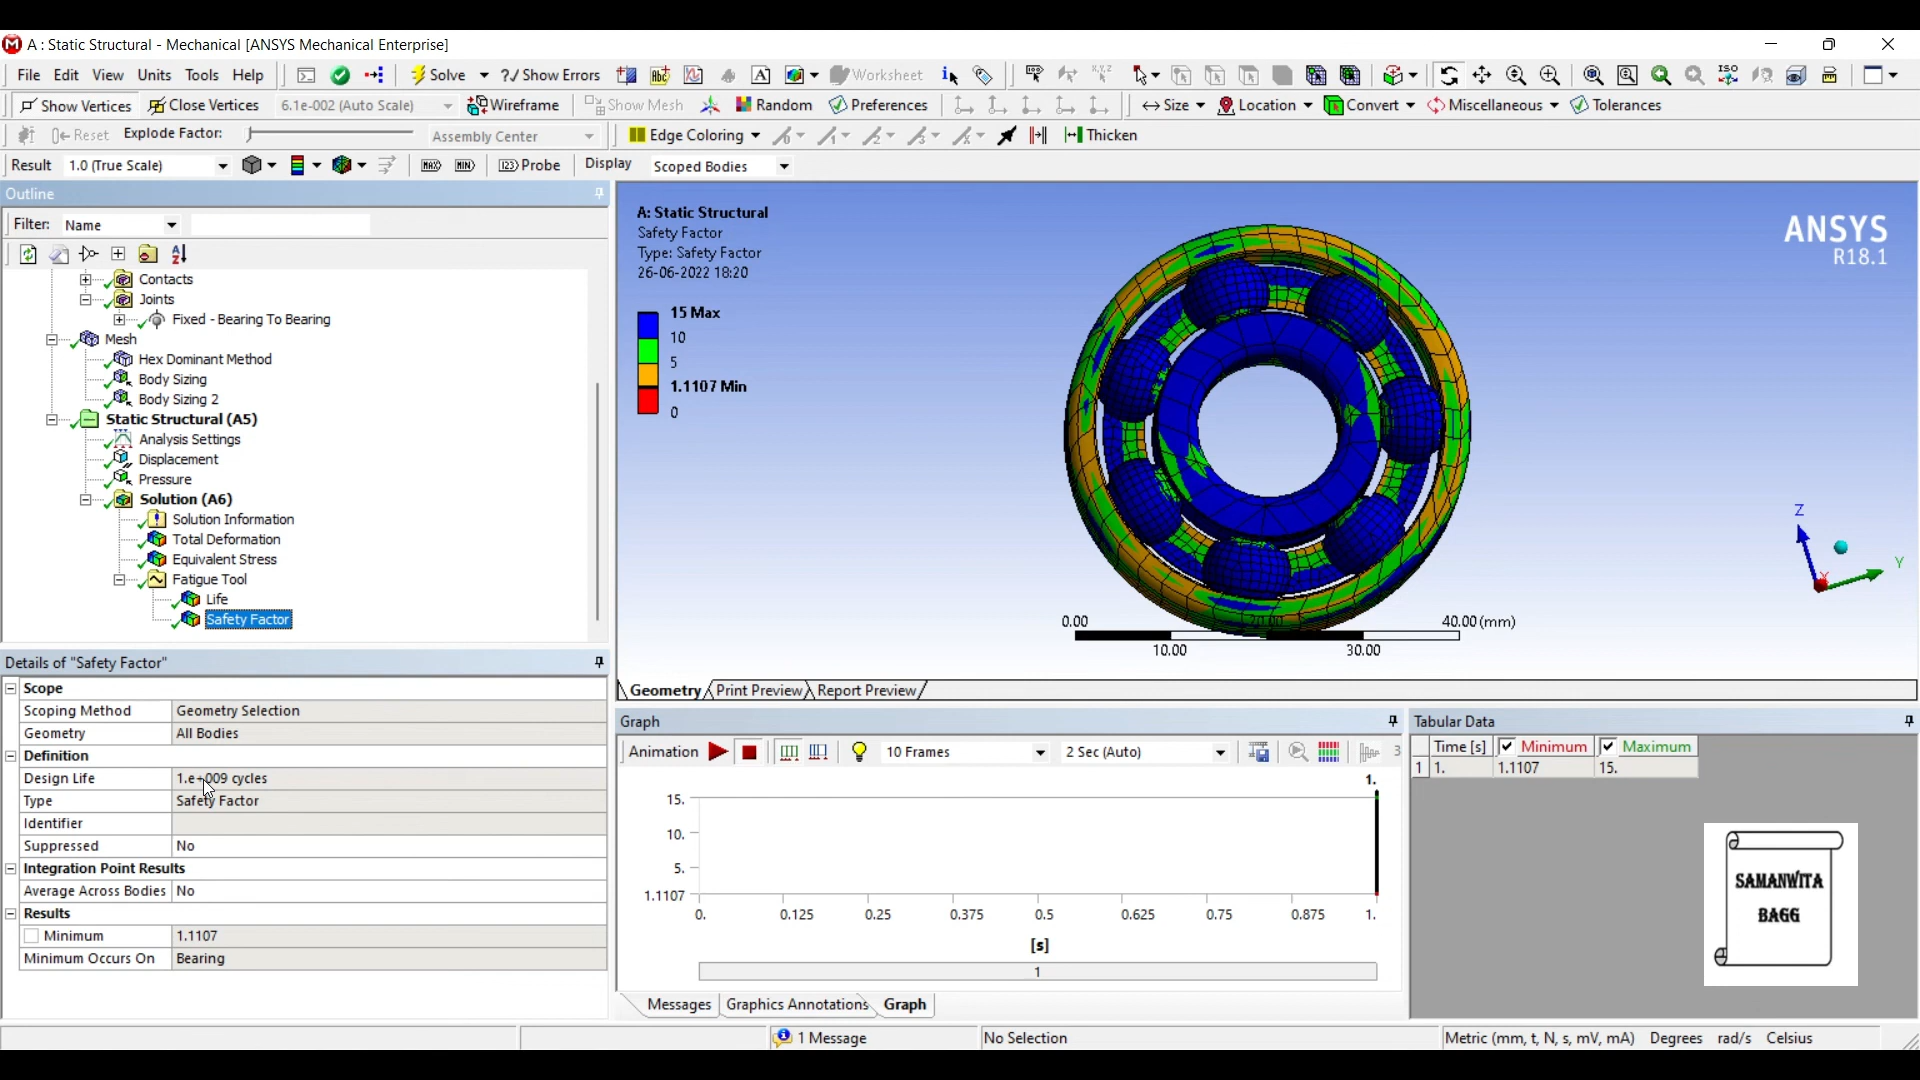 A : Static Structural - Mechanical [ANSYS Mechanical Enterprise]
File Edit View Units Tools Help Solve ?/ Show Errors Worksheet
Show Vertices Close Vertices 6.1e-002 (Auto Scale) Wireframe Show Mesh Random Preferences Size Location Convert Miscellaneous Tolerances
Reset Explode Factor: Assembly Center Edge Coloring Thicken
Result 1.0 (True Scale) MAX MIN Probe Display Scoped Bodies
Outline
Filter: Name
Contacts
Joints
Fixed - Bearing To Bearing
Mesh
Hex Dominant Method
Body Sizing
Body Sizing 2
Static Structural (A5)
Analysis Settings
Displacement
Pressure
Solution (A6)
Solution Information
Total Deformation
Equivalent Stress
Fatigue Tool
Life
Safety Factor
A: Static Structural
Safety Factor
Type: Safety Factor
26-06-2022 18:20
15 Max
10
5
1.1107 Min
0
ANSYS
R18.1
Z
Y
X
0.00 20.00 40.00 (mm)
10.00 30.00
Geometry Print Preview Report Preview
Details of "Safety Factor"
Scope
Scoping Method Geometry Selection
Geometry All Bodies
Definition
Design Life 1.e+009 cycles
Type Safety Factor
Identifier
Suppressed No
Integration Point Results
Average Across Bodies No
Results
Minimum 1.1107
Minimum Occurs On Bearing
Graph
Animation 10 Frames 2 Sec (Auto) 3
1.
15.
10.
5.
1.1107
0. 0.125 0.25 0.375 0.5 0.625 0.75 0.875 1.
[s]
1
Messages Graphics Annotations Graph
Tabular Data
Time [s] Minimum Maximum
1 1. 1.1107 15.
SAMANWITA
BAGG
1 Message No Selection Metric (mm, t, N, s, mV, mA) Degrees rad/s Celsius